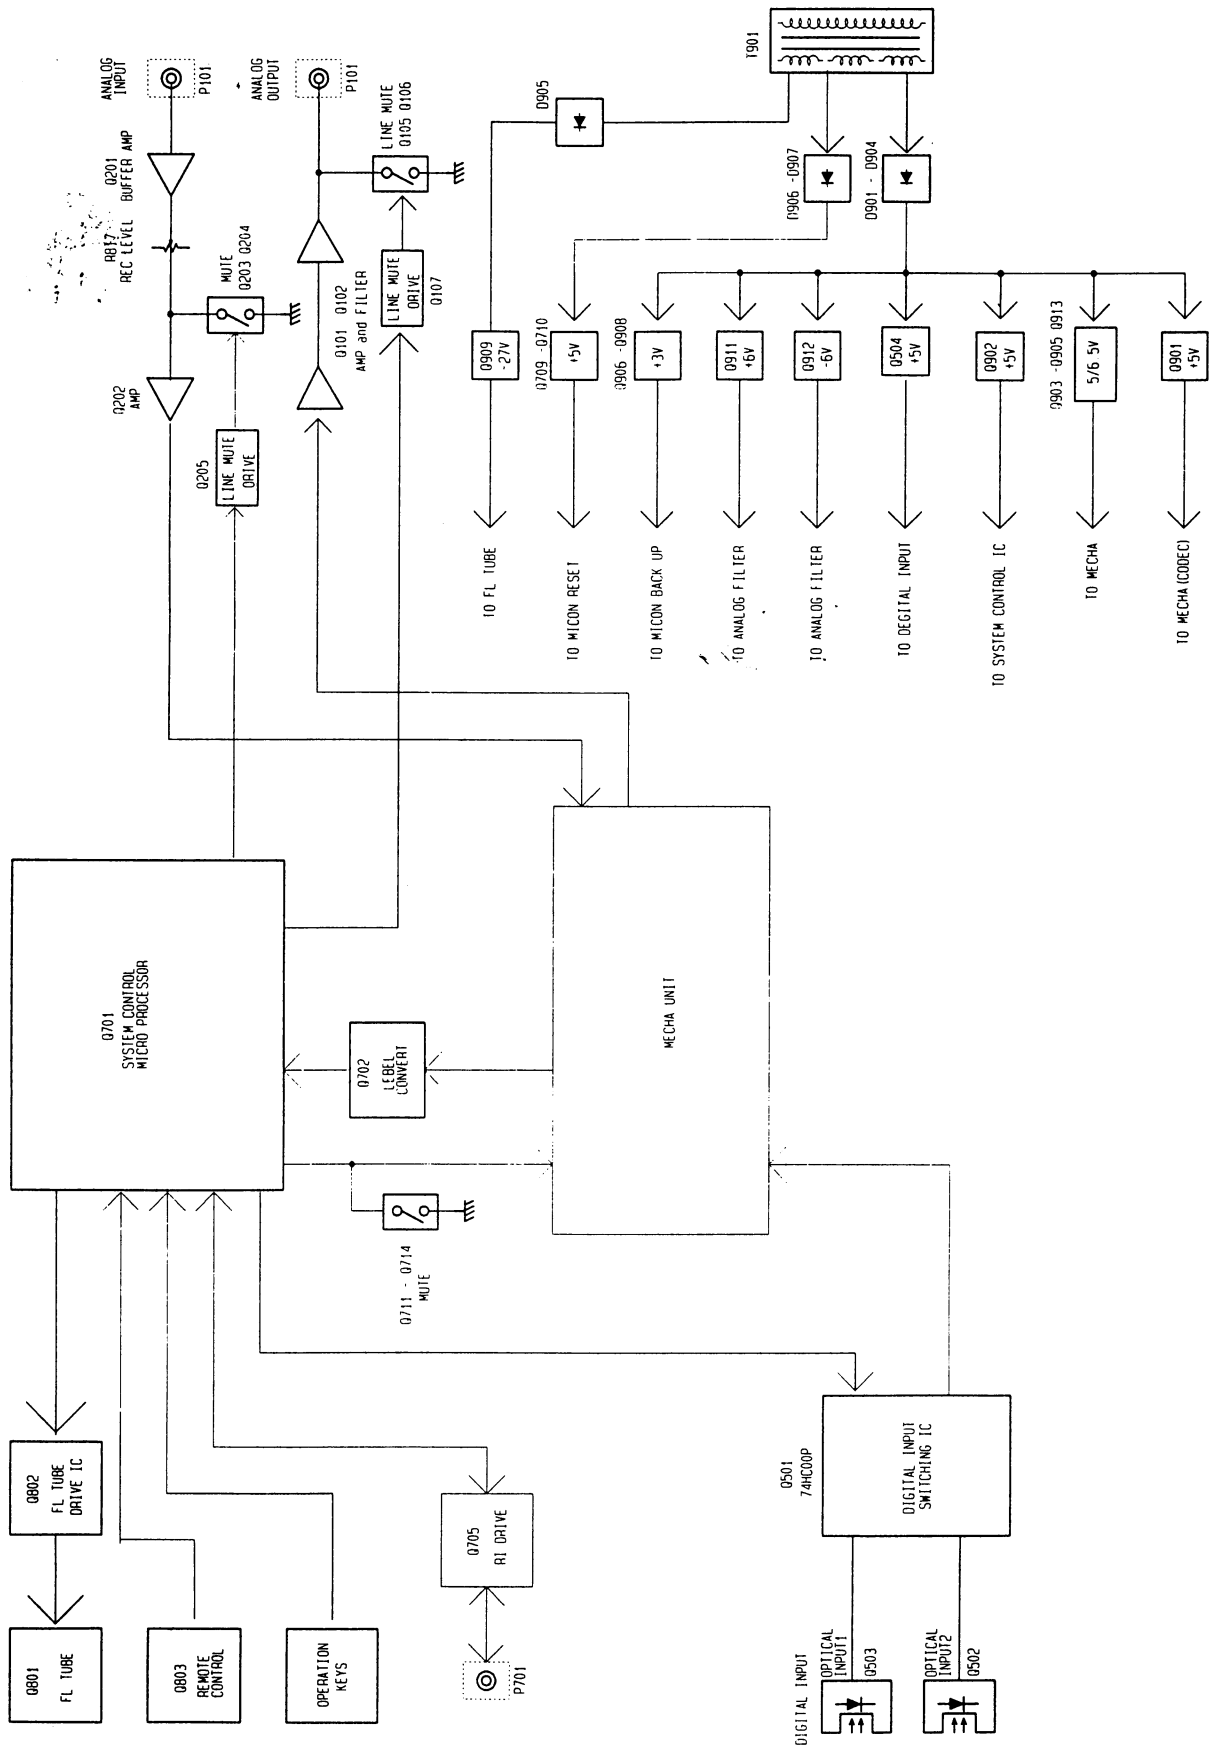 Q801
FL TUBE
Q802
FL TUBE
DRIVE IC
Q803
REMOTE
CONTROL
OPERATION
KEYS
P701
Q705
RI DRIVE
DIGITAL INPUT
OPTICAL
INPUT1
Q503
OPTICAL
INPUT2
Q502
Q501
74HC00P
DIGITAL INPUT
SWITCHING IC
Q711 - Q714
MUTE
Q701
SYSTEM CONTROL
MICRO PROCESSOR
Q702
LEBEL
CONVERT
MECHA UNIT
ANALOG
INPUT
P101
Q201
BUFFER AMP
R817
REC LEVEL
MUTE
Q203 Q204
Q202
AMP
Q205
LINE MUTE
DRIVE
ANALOG
OUTPUT
P101
LINE MUTE
Q105 Q106
Q101 Q102
AMP and FILTER
LINE MUTE
DRIVE
Q107
T901
D905
D906 -D907
D901 - D904
Q909
-27V
TO FL TUBE
Q709 -Q710
+5V
TO MICON RESET
Q906 -Q908
+3V
TO MICON BACK UP
Q911
+6V
TO ANALOG FILTER
Q912
-6V
TO ANALOG FILTER
Q504
+5V
TO DEGITAL INPUT
Q902
+5V
TO SYSTEM CONTROL IC
Q903 -Q905 Q913
5/6.5V
TO MECHA
Q901
+5V
TO MECHA(CODEC)